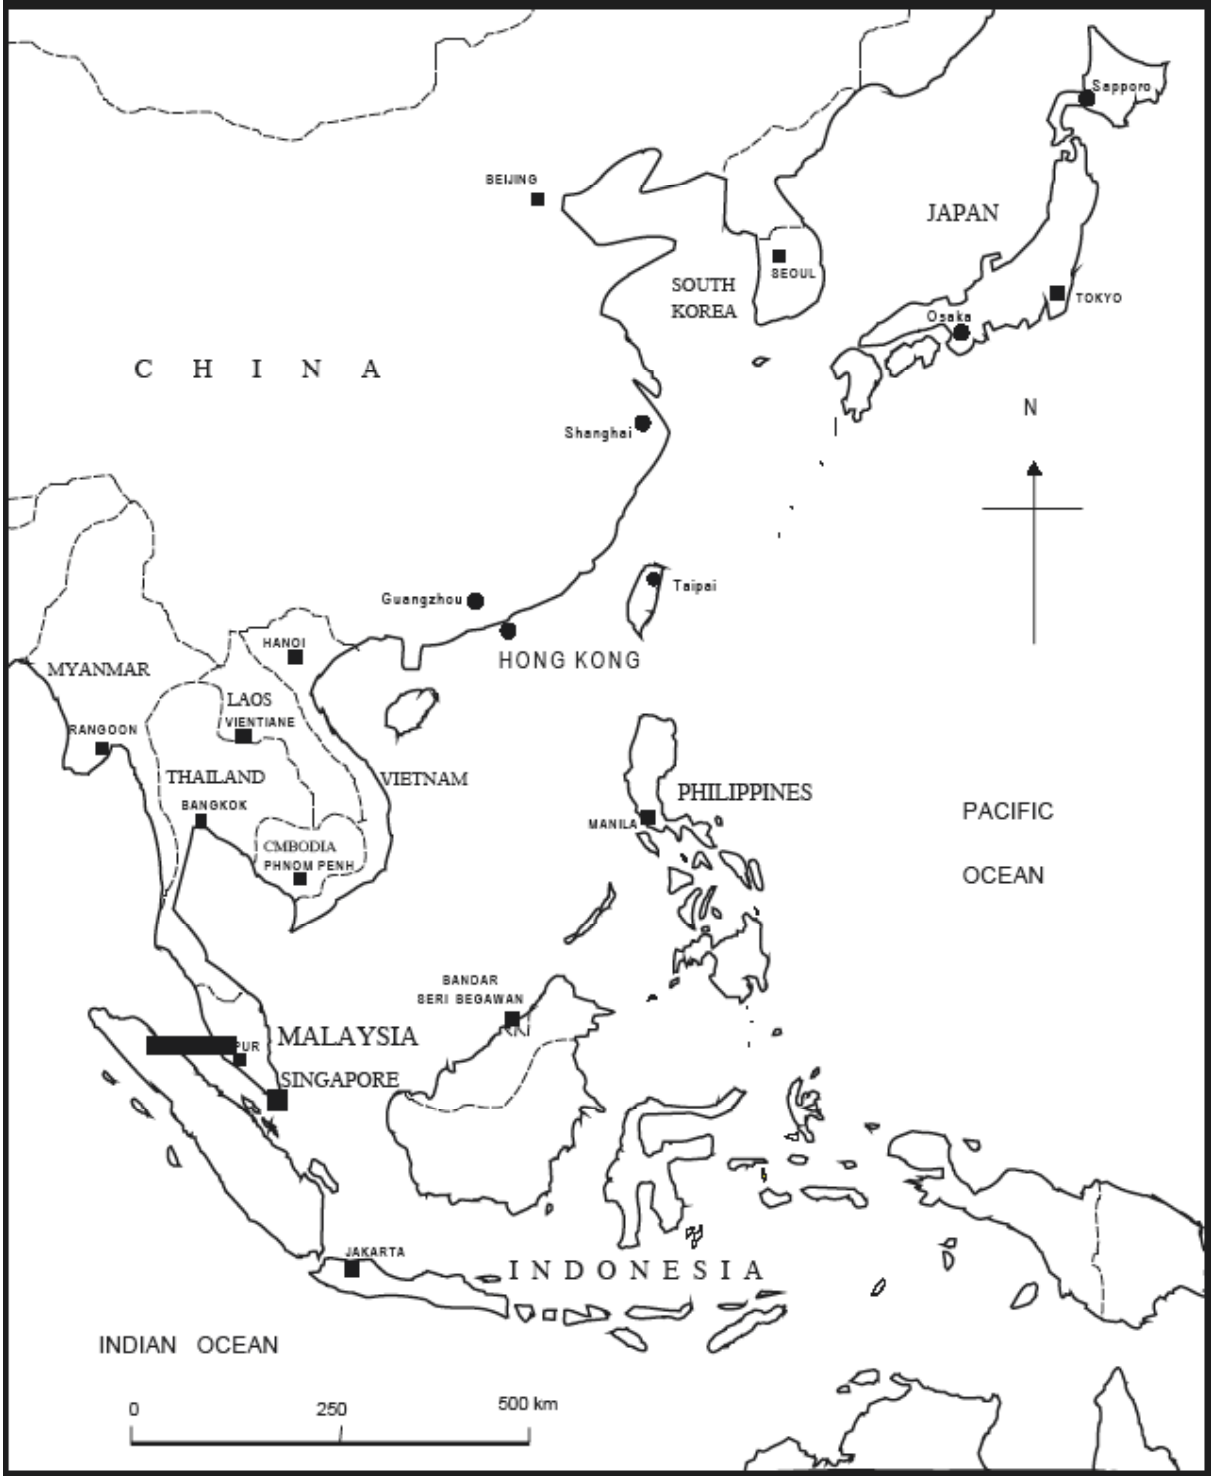 Sapporo
BEIJING
JAPAN
SEOUL
SOUTH
KOREA
TOKYO
Osaka
C H I N A
N
Shanghai
Taipai
Guangzhou
HONG KONG
HANOI
MYANMAR
LAOS
VIENTIANE
RANGOON
THAILAND
VIETNAM
BANGKOK
PHILIPPINES
MANILA
PACIFIC
OCEAN
CMBODIA
PHNOM PENH
BANDAR
SERI BEGAWAN
MALAYSIA
PUR
SINGAPORE
JAKARTA
I N D O N E S I A
INDIAN OCEAN
0 250 500 km